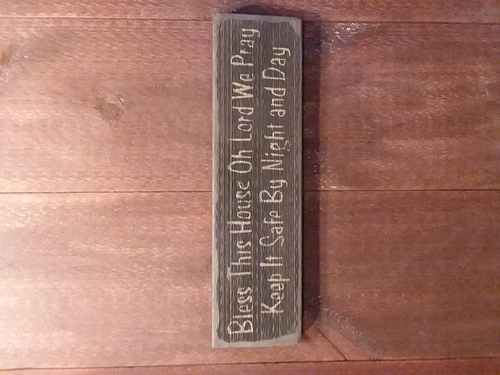 Bless This House Oh Lord We Pray
Keep It Safe By Night and Day